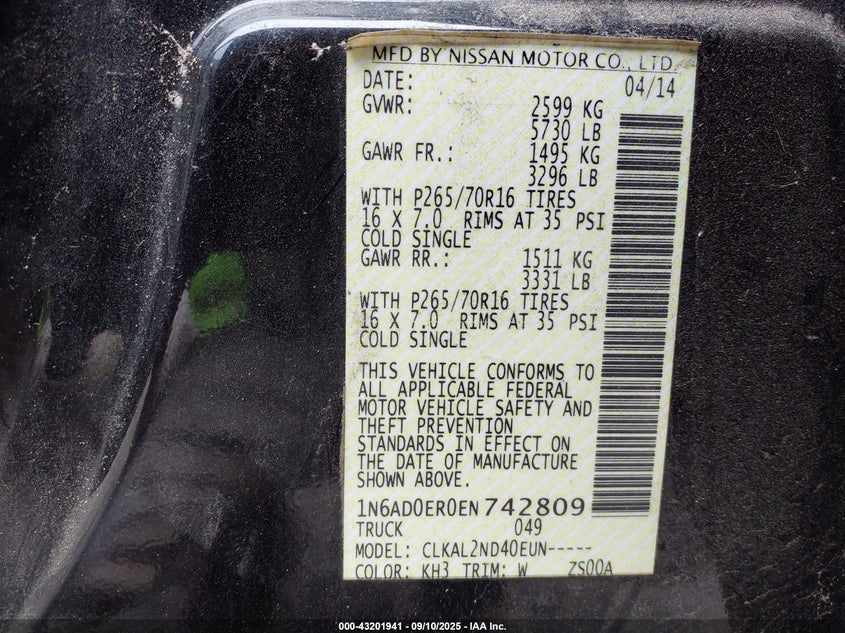 MFD BY NISSAN MOTOR CO., LTD.
DATE: 04/14
GVWR: 2599 KG
5730 LB
GAWR FR.: 1495 KG
3296 LB
WITH P265/70R16 TIRES
16 X 7.0 RIMS AT 35 PSI
COLD SINGLE
GAWR RR.: 1511 KG
3331 LB
WITH P265/70R16 TIRES
16 X 7.0 RIMS AT 35 PSI
COLD SINGLE
THIS VEHICLE CONFORMS TO
ALL APPLICABLE FEDERAL
MOTOR VEHICLE SAFETY AND
THEFT PREVENTION
STANDARDS IN EFFECT ON
THE DATE OF MANUFACTURE
SHOWN ABOVE.
1N6AD0ER0EN742809
TRUCK 049
MODEL: CLKAL2ND40EUN-----
COLOR: KH3 TRIM: W ZS00A
000-43201941 - 09/10/2025 - IAA Inc.